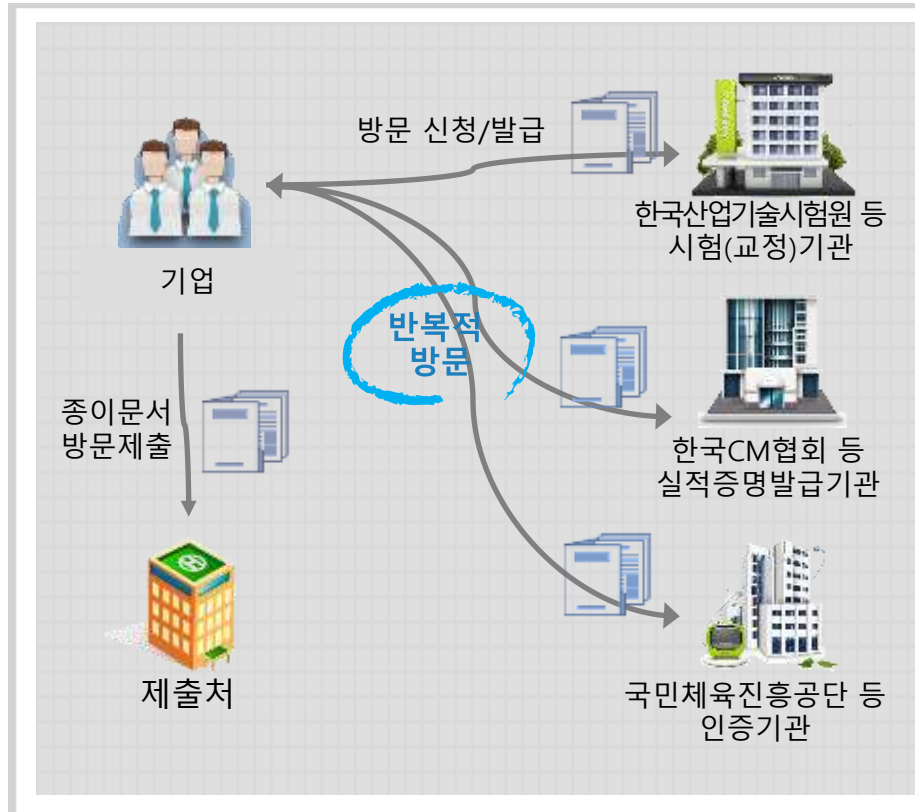 방문 신청/발급
한국산업기술시험원 등
시험(교정)기관
기업
반복적
방문
종이문서
방문제출
한국CM협회 등
실적증명발급기관
제출처
국민체육진흥공단 등
인증기관